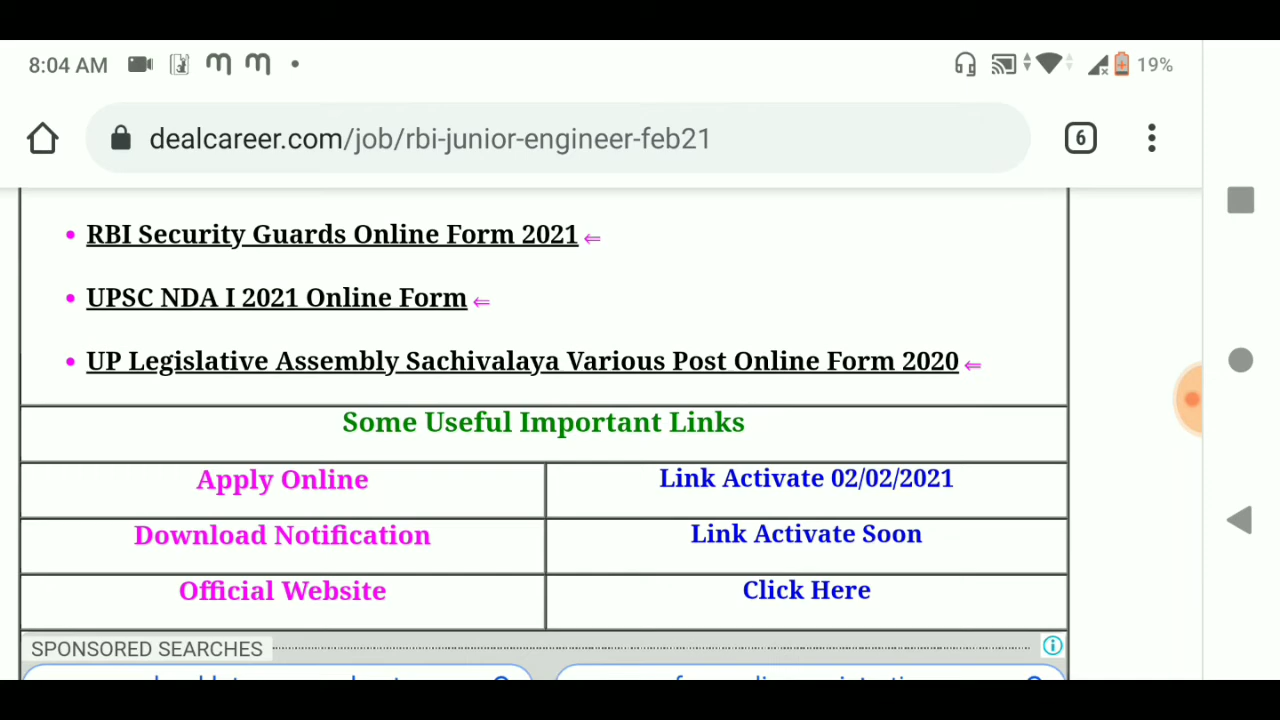 8:04 AM
19%
dealcareer.com/job/rbi-junior-engineer-feb21
6
• RBI Security Guards Online Form 2021 ⇐
• UPSC NDA I 2021 Online Form ⇐
• UP Legislative Assembly Sachivalaya Various Post Online Form 2020 ⇐
Some Useful Important Links
Apply Online Link Activate 02/02/2021
Download Notification Link Activate Soon
Official Website Click Here
SPONSORED SEARCHES